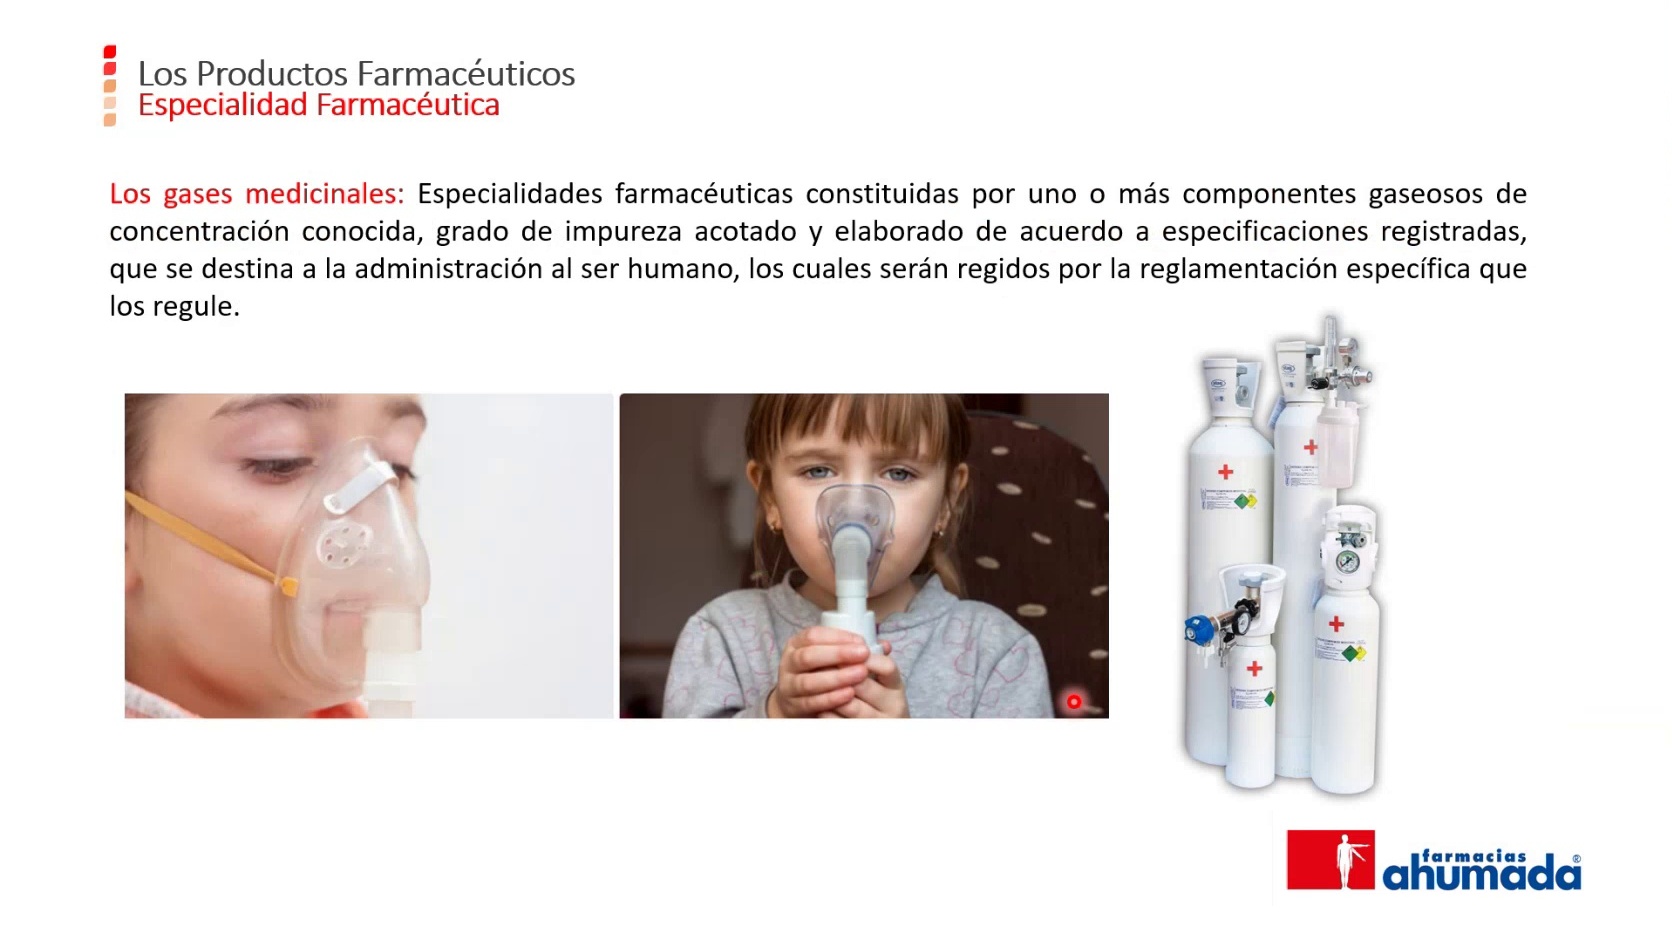 Los Productos Farmacéuticos
Especialidad Farmacéutica
Los gases medicinales: Especialidades farmacéuticas constituidas por uno o más componentes gaseosos de
concentración conocida, grado de impureza acotado y elaborado de acuerdo a especificaciones registradas,
que se destina a la administración al ser humano, los cuales serán regidos por la reglamentación específica que
los regule.
farmacias
ahumada®